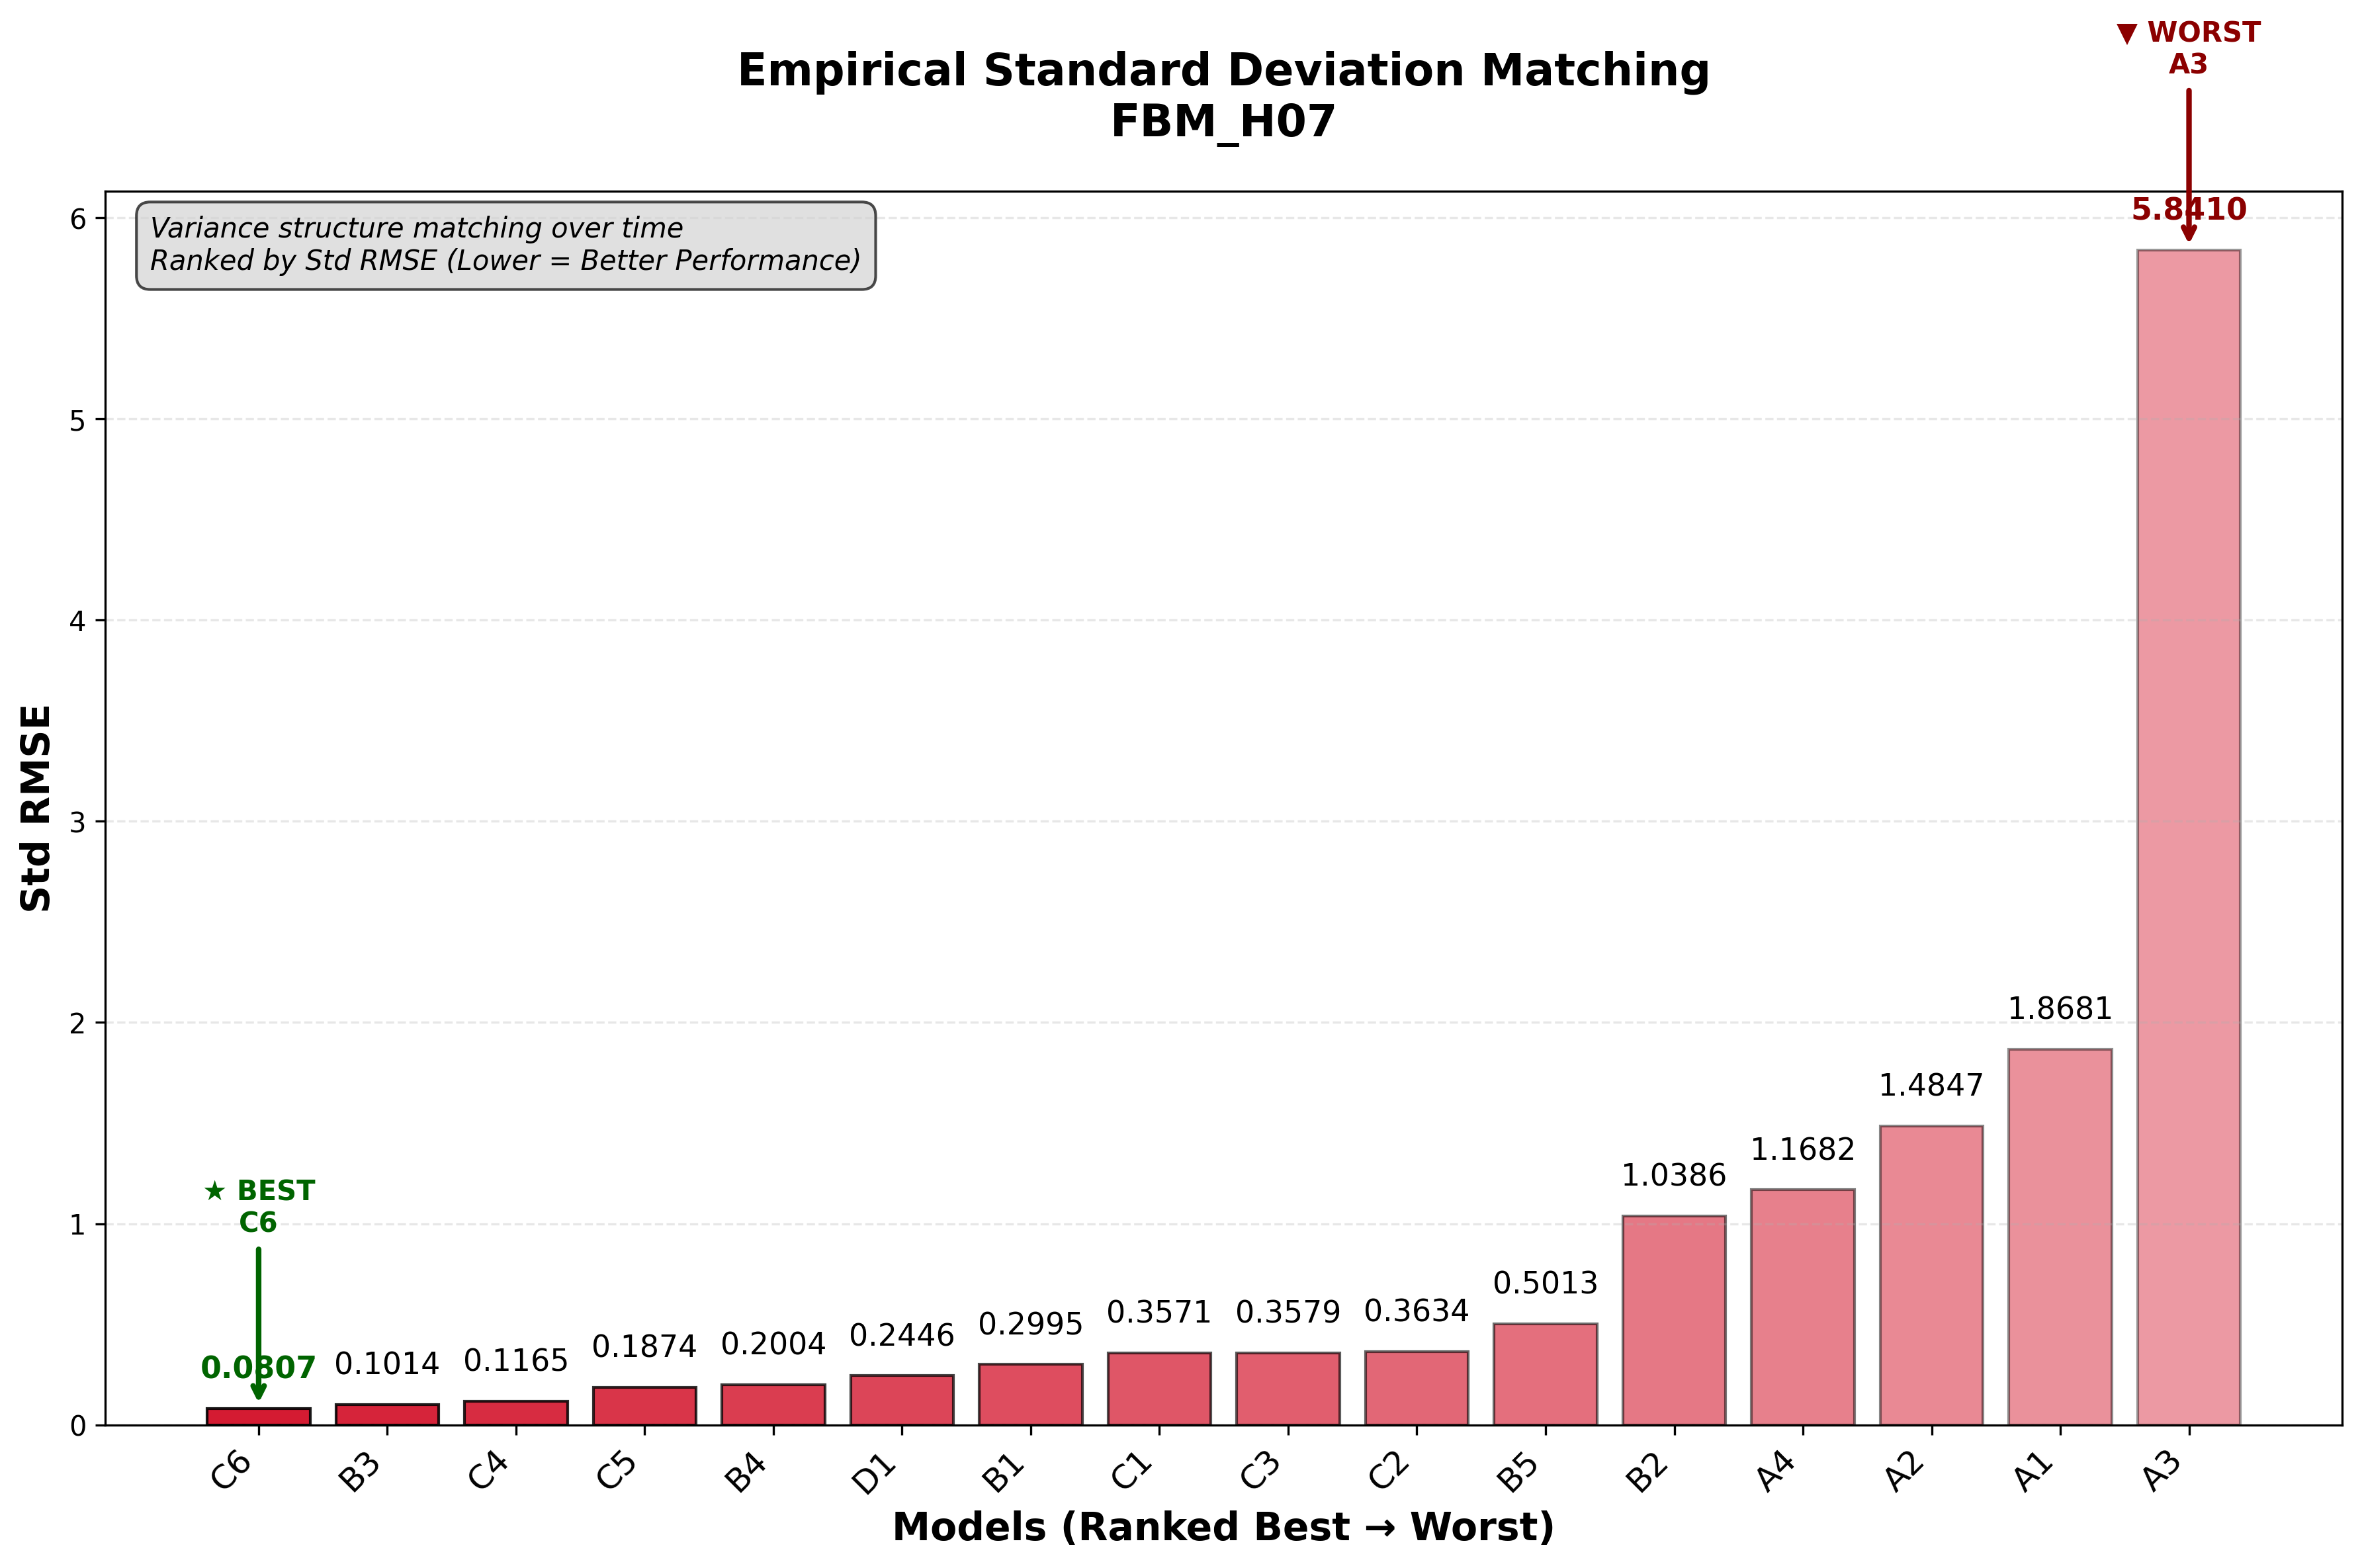 ▼ WORST
A3
Empirical Standard Deviation Matching
FBM_H07
Variance structure matching over time
Ranked by Std RMSE (Lower = Better Performance)
5.8410
6
5
4
3
2
1
0
Std RMSE
1.8681
1.4847
1.1682
1.0386
★ BEST
C6
0.5013
0.3571
0.3579
0.3634
0.2995
0.2446
0.2004
0.1874
0.1165
0.1014
0.0807
C6
B3
C4
C5
B4
D1
B1
C1
C3
C2
B5
B2
A4
A2
A1
A3
Models (Ranked Best → Worst)